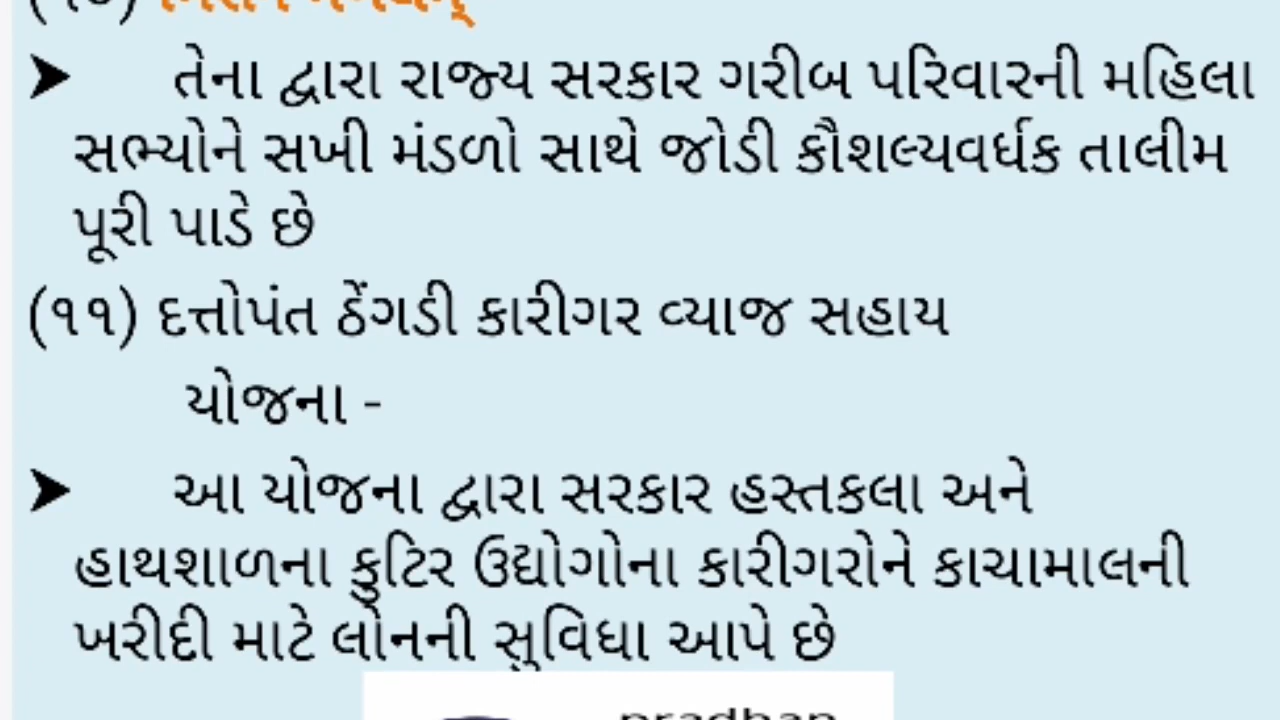 ➤ તેના દ્વારા રાજ્ય સરકાર ગરીબ પરિવારની મહિલા
સભ્યોને સખી મંડળો સાથે જોડી કૌશલ્યવર્ધક તાલીમ
પૂરી પાડે છે
(૧૧) દત્તોપંત ઠેંગડી કારીગર વ્યાજ સહાય
યોજના -
➤ આ યોજના દ્વારા સરકાર હસ્તકલા અને
હાથશાળના કુટિર ઉદ્યોગોના કારીગરોને કાચામાલની
ખરીદી માટે લોનની સુવિધા આપે છે
pradhan